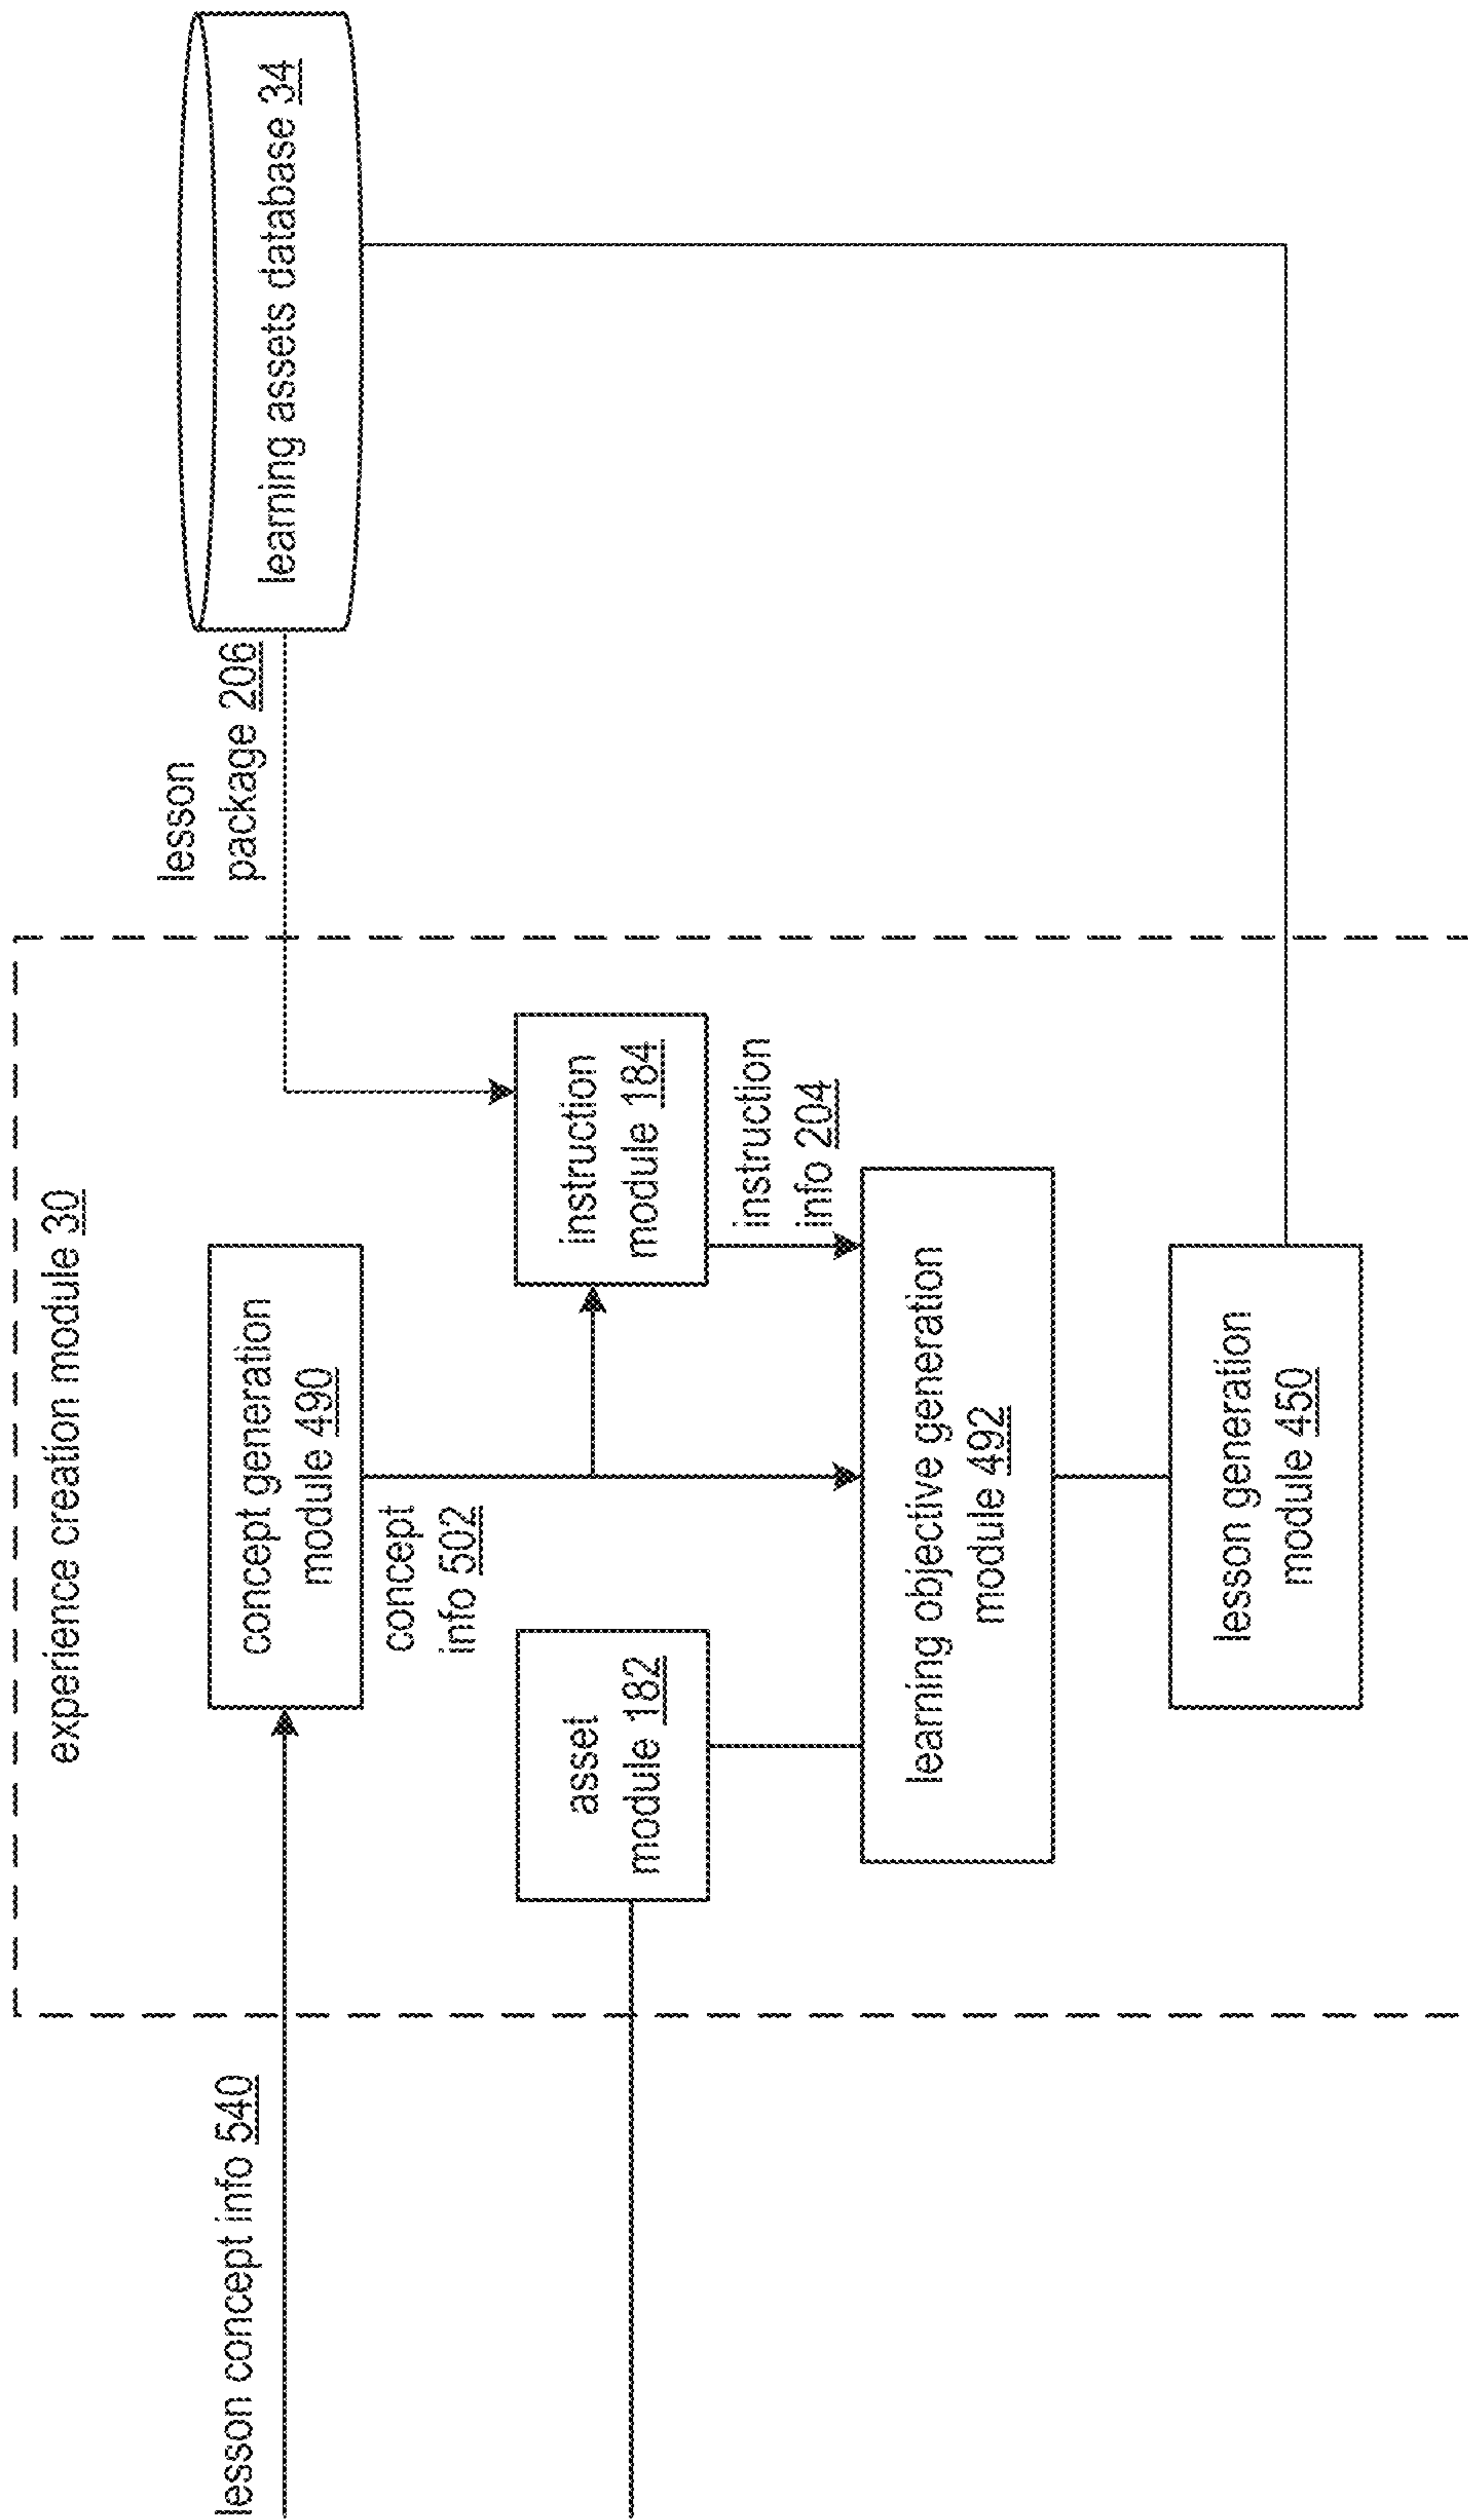 experience creation module 30
lesson concept info 540
concept generation
module 490
lesson
package 206
learning assets database 34
concept
info 502
asset
module 182
instruction
module 184
instruction
info 204
learning objective generation
module 492
lesson generation
module 450